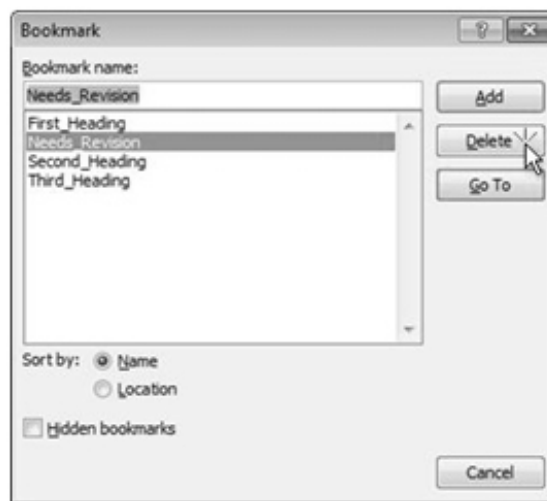 Bookmark
Bookmark name:
Needs_Revision
Add
First_Heading
Needs_Revision
Second_Heading
Third_Heading
Delete
Go To
Sort by: Name
Location
Hidden bookmarks
Cancel